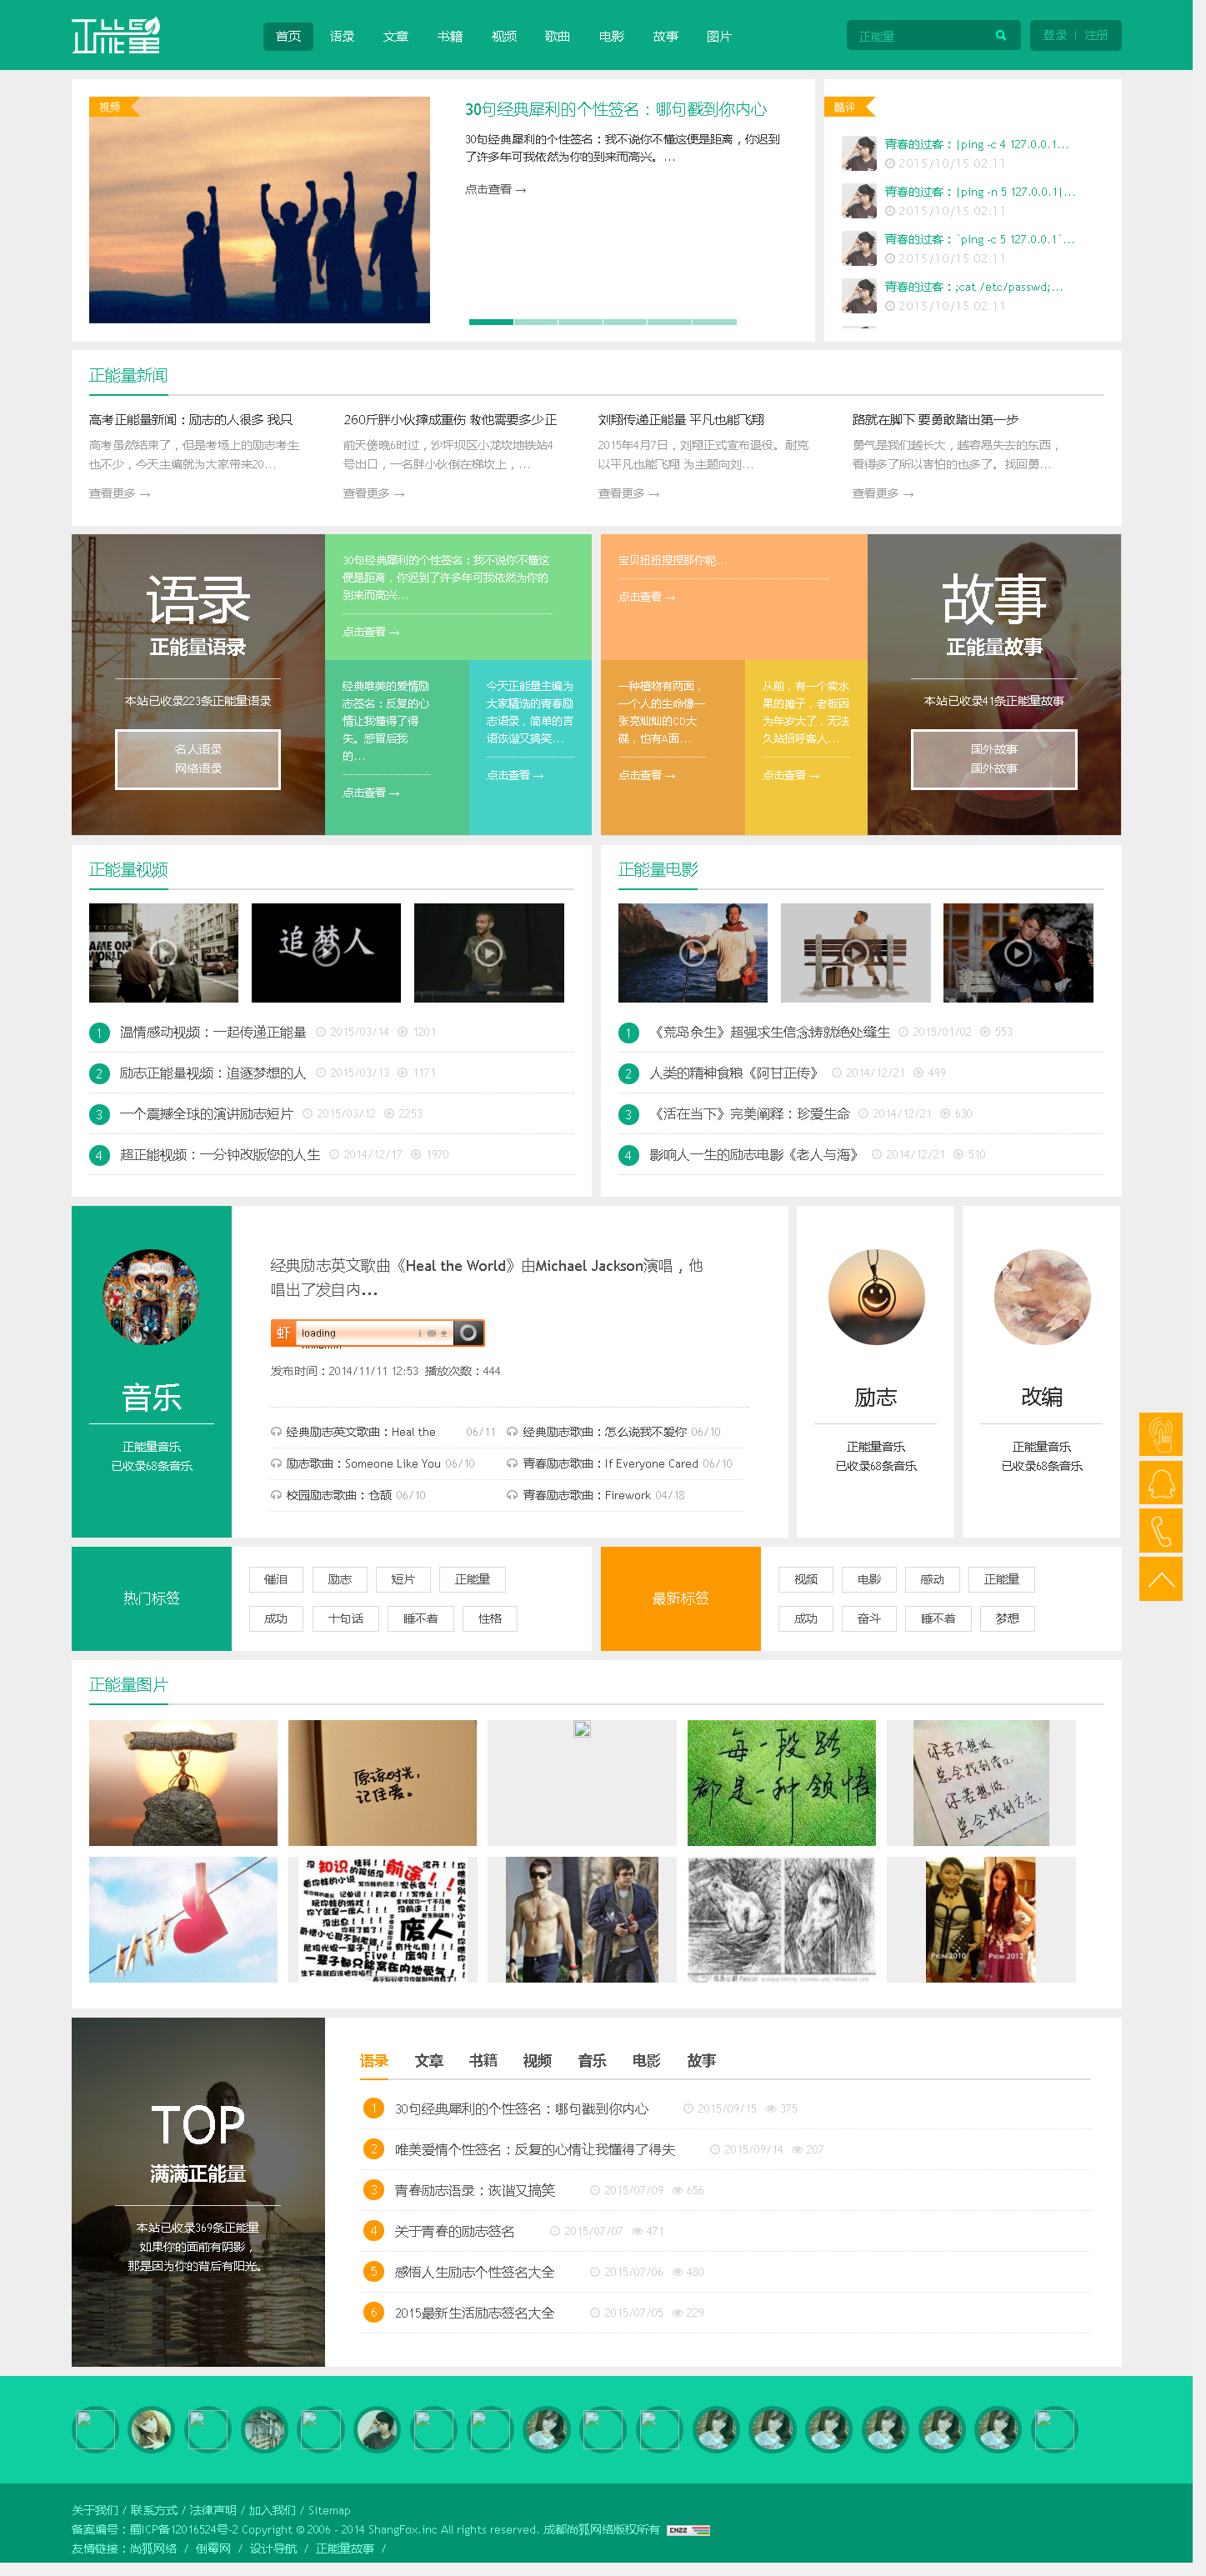 正能量
首页 语录 文章 书籍 视频 歌曲 电影 故事 图片
正能量
登录 | 注册
视频
30句经典犀利的个性签名：哪句戳到你内心
30句经典犀利的个性签名：我不说你不懂这便是距离，你迟到
了许多年可我依然为你的到来而高兴。...
点击查看 →
酷评
青春的过客：|ping -c 4 127.0.0.1...
2015/10/15 02:11
青春的过客：|ping -n 5 127.0.0.1|...
2015/10/15 02:11
青春的过客：`ping -c 5 127.0.0.1`...
2015/10/15 02:11
青春的过客：;cat /etc/passwd;...
2015/10/15 02:11
正能量新闻
高考正能量新闻：励志的人很多 我只
高考虽然结束了，但是考场上的励志考生
也不少，今天主编就为大家带来20...
查看更多 →
260斤胖小伙摔成重伤 救他需要多少正
前天傍晚6时过，沙坪坝区小龙坎地铁站4
号出口，一名胖小伙倒在梯坎上，...
查看更多 →
刘翔传递正能量 平凡也能飞翔
2015年4月7日，刘翔正式宣布退役。耐克
以平凡也能飞翔 为主题向刘...
查看更多 →
路就在脚下 要勇敢踏出第一步
勇气是我们越长大，越容易失去的东西，
看得多了所以害怕的也多了。找回勇...
查看更多 →
语录
正能量语录
本站已收录223条正能量语录
名人语录
网络语录
30句经典犀利的个性签名：我不说你不懂这
便是距离，你迟到了许多年可我依然为你的
到来而高兴...
点击查看 →
经典唯美的爱情励
志签名：反复的心
情让我懂得了得
失。感冒后我
的...
点击查看 →
今天正能量主编为
大家精选的青春励
志语录，简单的言
语诙谐又搞笑...
点击查看 →
宝贝扭扭捏捏那你呢...
点击查看 →
一种植物有两面，
一个人的生命像一
张亮灿灿的CD大
碟，也有A面...
点击查看 →
从前，有一个卖水
果的摊子，老板因
为年岁大了，无法
久站招呼客人...
点击查看 →
故事
正能量故事
本站已收录41条正能量故事
国外故事
国外故事
正能量视频
追梦人
1 温情感动视频：一起传递正能量 2015/03/14 1201
2 励志正能量视频：追逐梦想的人 2015/03/13 1171
3 一个震撼全球的演讲励志短片 2015/03/12 2253
4 超正能视频：一分钟改版您的人生 2014/12/17 1970
正能量电影
1 《荒岛余生》超强求生信念铸就绝处缝生 2015/01/02 553
2 人类的精神食粮《阿甘正传》 2014/12/21 499
3 《活在当下》完美阐释：珍爱生命 2014/12/21 630
4 影响人一生的励志电影《老人与海》 2014/12/21 510
音乐
正能量音乐
已收录68条音乐
经典励志英文歌曲《Heal the World》由Michael Jackson演唱，他
唱出了发自内...
虾 loading
发布时间：2014/11/11 12:53 播放次数：444
经典励志英文歌曲：Heal the 06/11
经典励志歌曲：怎么说我不爱你 06/10
励志歌曲：Someone Like You 06/10
青春励志歌曲：If Everyone Cared 06/10
校园励志歌曲：仓颉 06/10
青春励志歌曲：Firework 04/18
励志
正能量音乐
已收录68条音乐
改编
正能量音乐
已收录68条音乐
热门标签
催泪 励志 短片 正能量
成功 十句话 睡不着 性格
最新标签
视频 电影 感动 正能量
成功 奋斗 睡不着 梦想
正能量图片
原谅时光，
记住爱。
每一段路
都是一种领悟
你若不想做，
总会找到借口；
你若想做，
总会找到方法。
知识
前途
废人
PROM 2010 PROM 2012
TOP
满满正能量
本站已收录369条正能量
如果你的面前有阴影，
那是因为你的背后有阳光。
语录 文章 书籍 视频 音乐 电影 故事
1 30句经典犀利的个性签名：哪句戳到你内心 2015/09/15 375
2 唯美爱情个性签名：反复的心情让我懂得了得失 2015/09/14 207
3 青春励志语录：诙谐又搞笑 2015/07/09 656
4 关于青春的励志签名 2015/07/07 471
5 感悟人生励志个性签名大全 2015/07/06 480
6 2015最新生活励志签名大全 2015/07/05 229
关于我们 / 联系方式 / 法律声明 / 加入我们 / Sitemap
备案编号：蜀ICP备12016524号-2 Copyright © 2006 - 2014 ShangFox.inc All rights reserved. 成都尚狐网络版权所有 CNZZ
友情链接：尚狐网络 / 倒霉网 / 设计导航 / 正能量故事 /